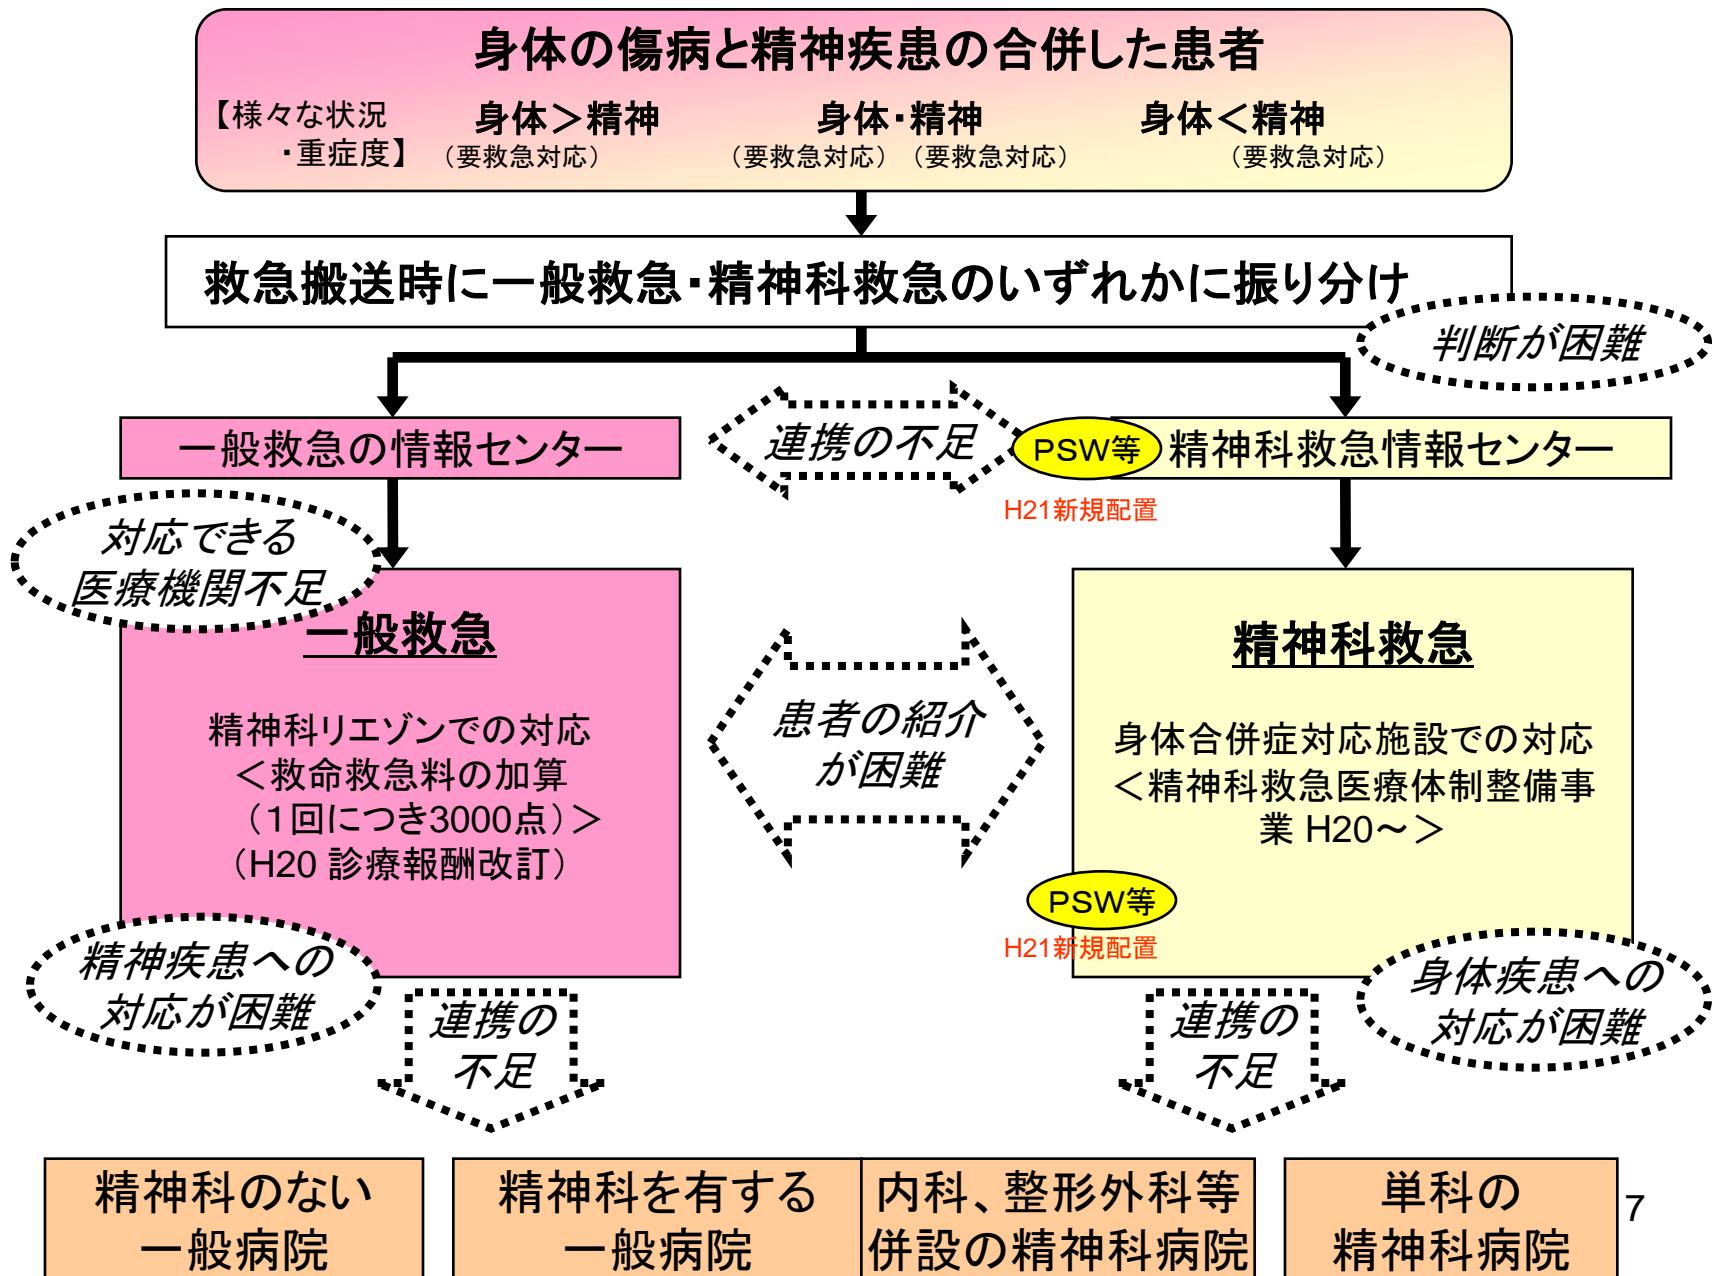 身体の傷病と精神疾患の合併した患者
【様々な状況
・重症度】
身体＞精神
（要救急対応）
身体・精神
（要救急対応）（要救急対応）
身体＜精神
（要救急対応）
救急搬送時に一般救急・精神科救急のいずれかに振り分け
判断が困難
一般救急の情報センター
連携の不足
PSW等
精神科救急情報センター
H21新規配置
対応できる
医療機関不足
一般救急
精神科リエゾンでの対応
＜救命救急料の加算
（１回につき3000点）＞
（H20 診療報酬改訂）
患者の紹介
が困難
精神科救急
身体合併症対応施設での対応
＜精神科救急医療体制整備事
業 H20～＞
PSW等
H21新規配置
精神疾患への
対応が困難
連携の
不足
連携の
不足
身体疾患への
対応が困難
精神科のない
一般病院
精神科を有する
一般病院
内科、整形外科等
併設の精神科病院
単科の
精神科病院
7